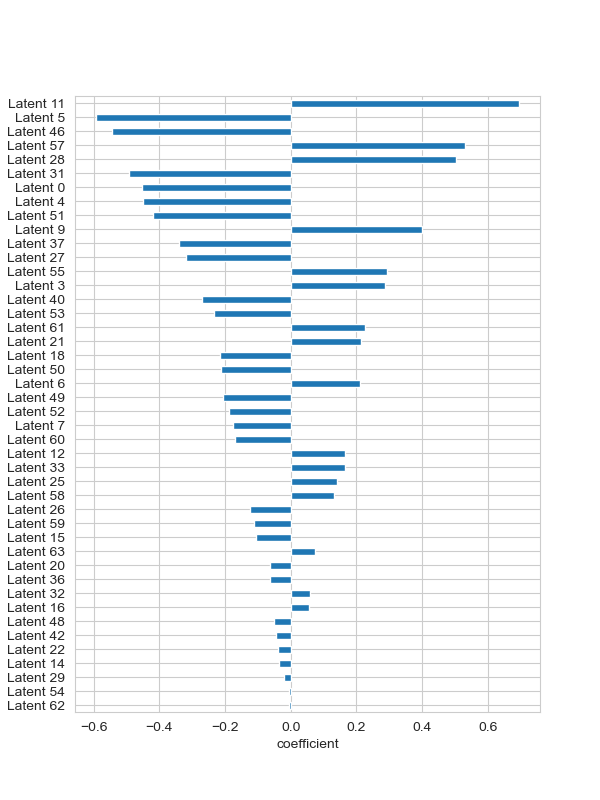 Latent 11
Latent 5
Latent 46
Latent 57
Latent 28
Latent 31
Latent 0
Latent 4
Latent 51
Latent 9
Latent 37
Latent 27
Latent 55
Latent 3
Latent 40
Latent 53
Latent 61
Latent 21
Latent 18
Latent 50
Latent 6
Latent 49
Latent 52
Latent 7
Latent 60
Latent 12
Latent 33
Latent 25
Latent 58
Latent 26
Latent 59
Latent 15
Latent 63
Latent 20
Latent 36
Latent 32
Latent 16
Latent 48
Latent 42
Latent 22
Latent 14
Latent 29
Latent 54
Latent 62
−0.6 −0.4 −0.2 0.0 0.2 0.4 0.6
coefficient